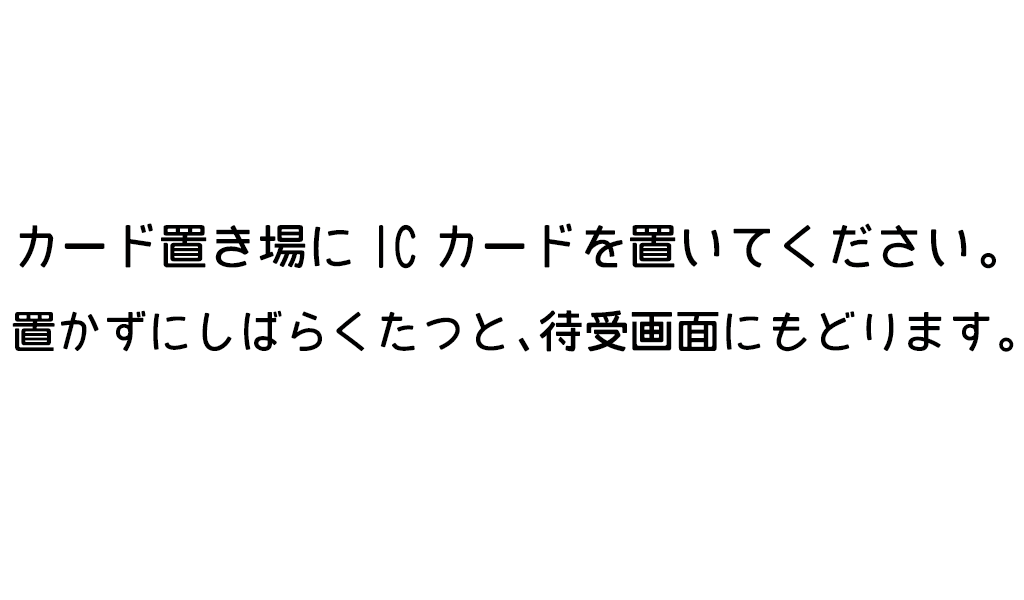 カード置き場にICカードを置いてください。
置かずにしばらくたつと、待受画面にもどります。